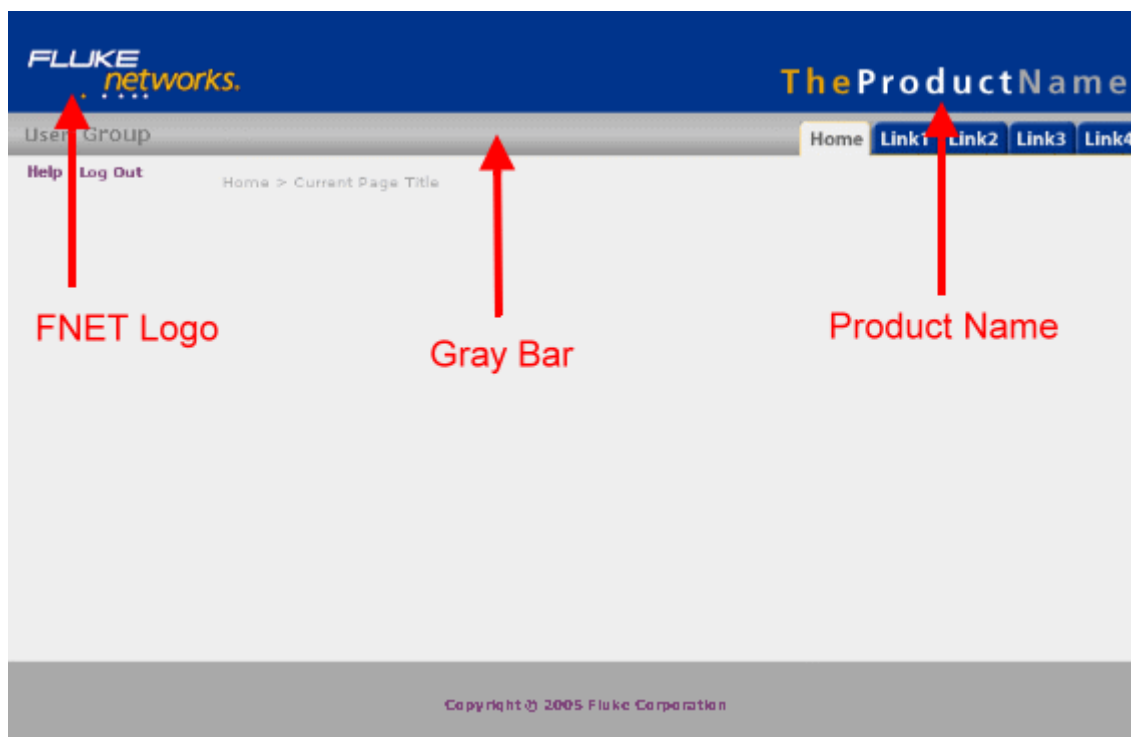 FLUKE
networks.
TheProductName
User Group
Home Link1 Link2 Link3 Link4
Help Log Out
Home > Current Page Title
FNET Logo
Gray Bar
Product Name
Copyright © 2005 Fluke Corporation